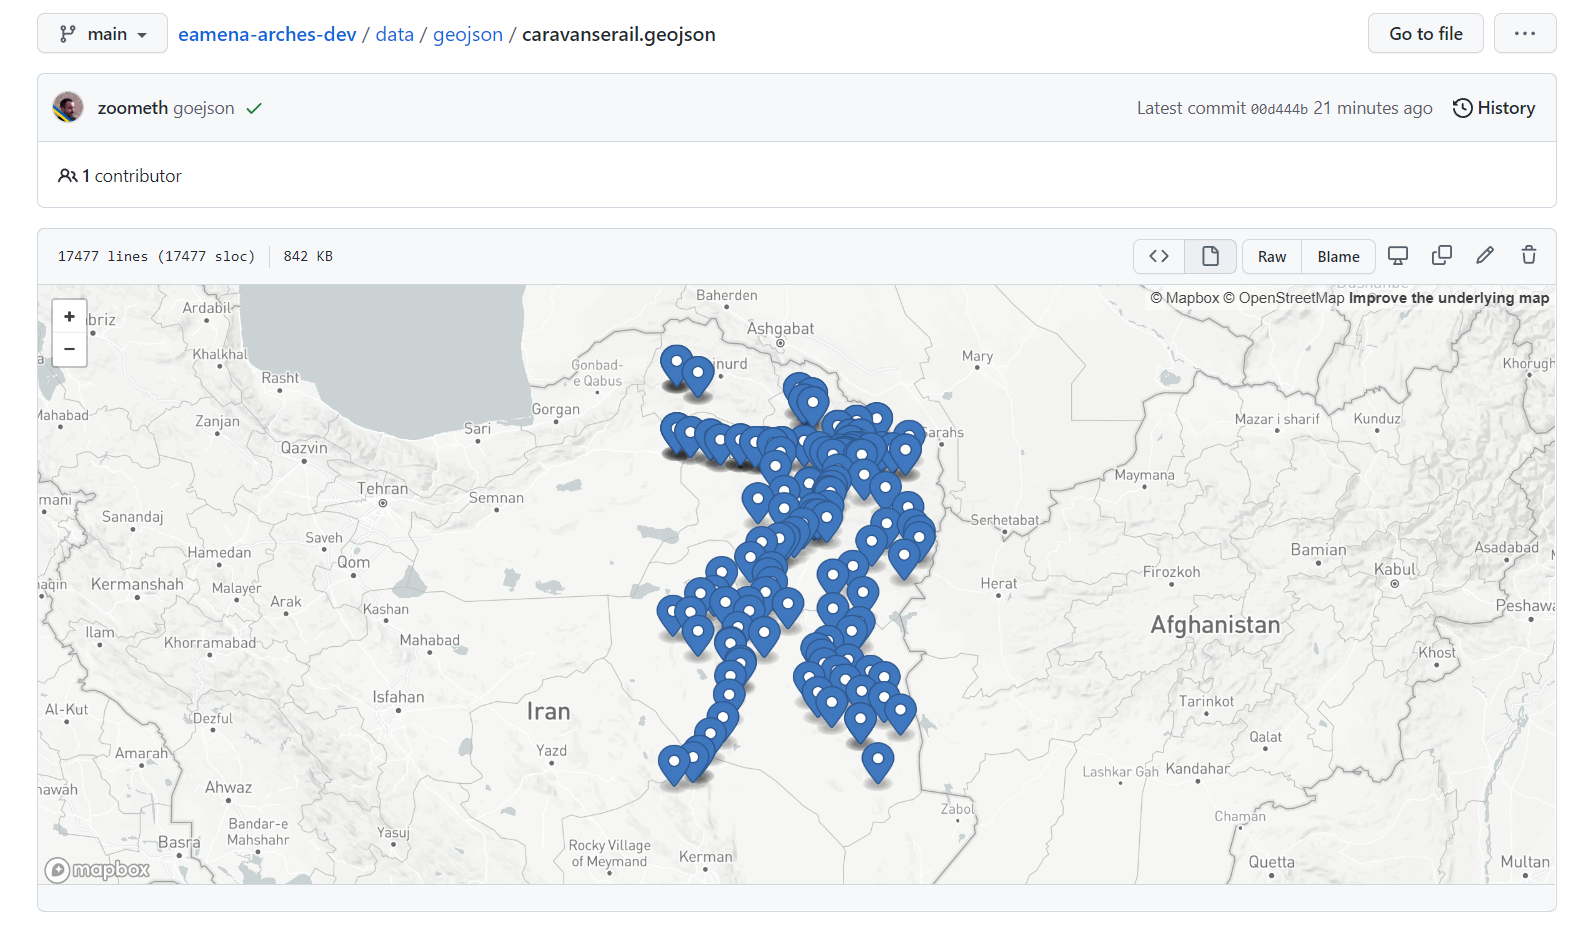 main
eamena-arches-dev / data / geojson / caravanserail.geojson
Go to file
zoometh goejson
Latest commit 00d444b 21 minutes ago
History
1 contributor
17477 lines (17477 sloc)
842 KB
Raw
Blame
© Mapbox © OpenStreetMap Improve the underlying map
+
−
Baherden
Ardabil
briz
Ashgabat
Khalkhal
Gonbad-
e Qabus
jnurd
Mary
Khorugh
Rasht
Mahabad
Zanjan
Gorgan
Sari
Sarahs
Mazar i sharif
Kunduz
Qazvin
Tehran
Semnan
Maymana
mani
Sanandaj
Serhetabat
Saveh
Hamedan
Qom
Bamian
Asadabad
Kabul
Firozkoh
Kermanshah
Malayer
Arak
Herat
Kashan
Peshawa
Ilam
Khorramabad
Mahabad
Afghanistan
Khost
Isfahan
Tarinkot
Al-Kut
Dezful
Iran
Qalat
Amarah
Yazd
Lashkar Gah
Kandahar
Ahwaz
Zabol
Bandar-e
Mahshahr
Chaman
Basra
Yasuj
Rocky Village
of Meymand
Kerman
Quetta
Multan
mapbox